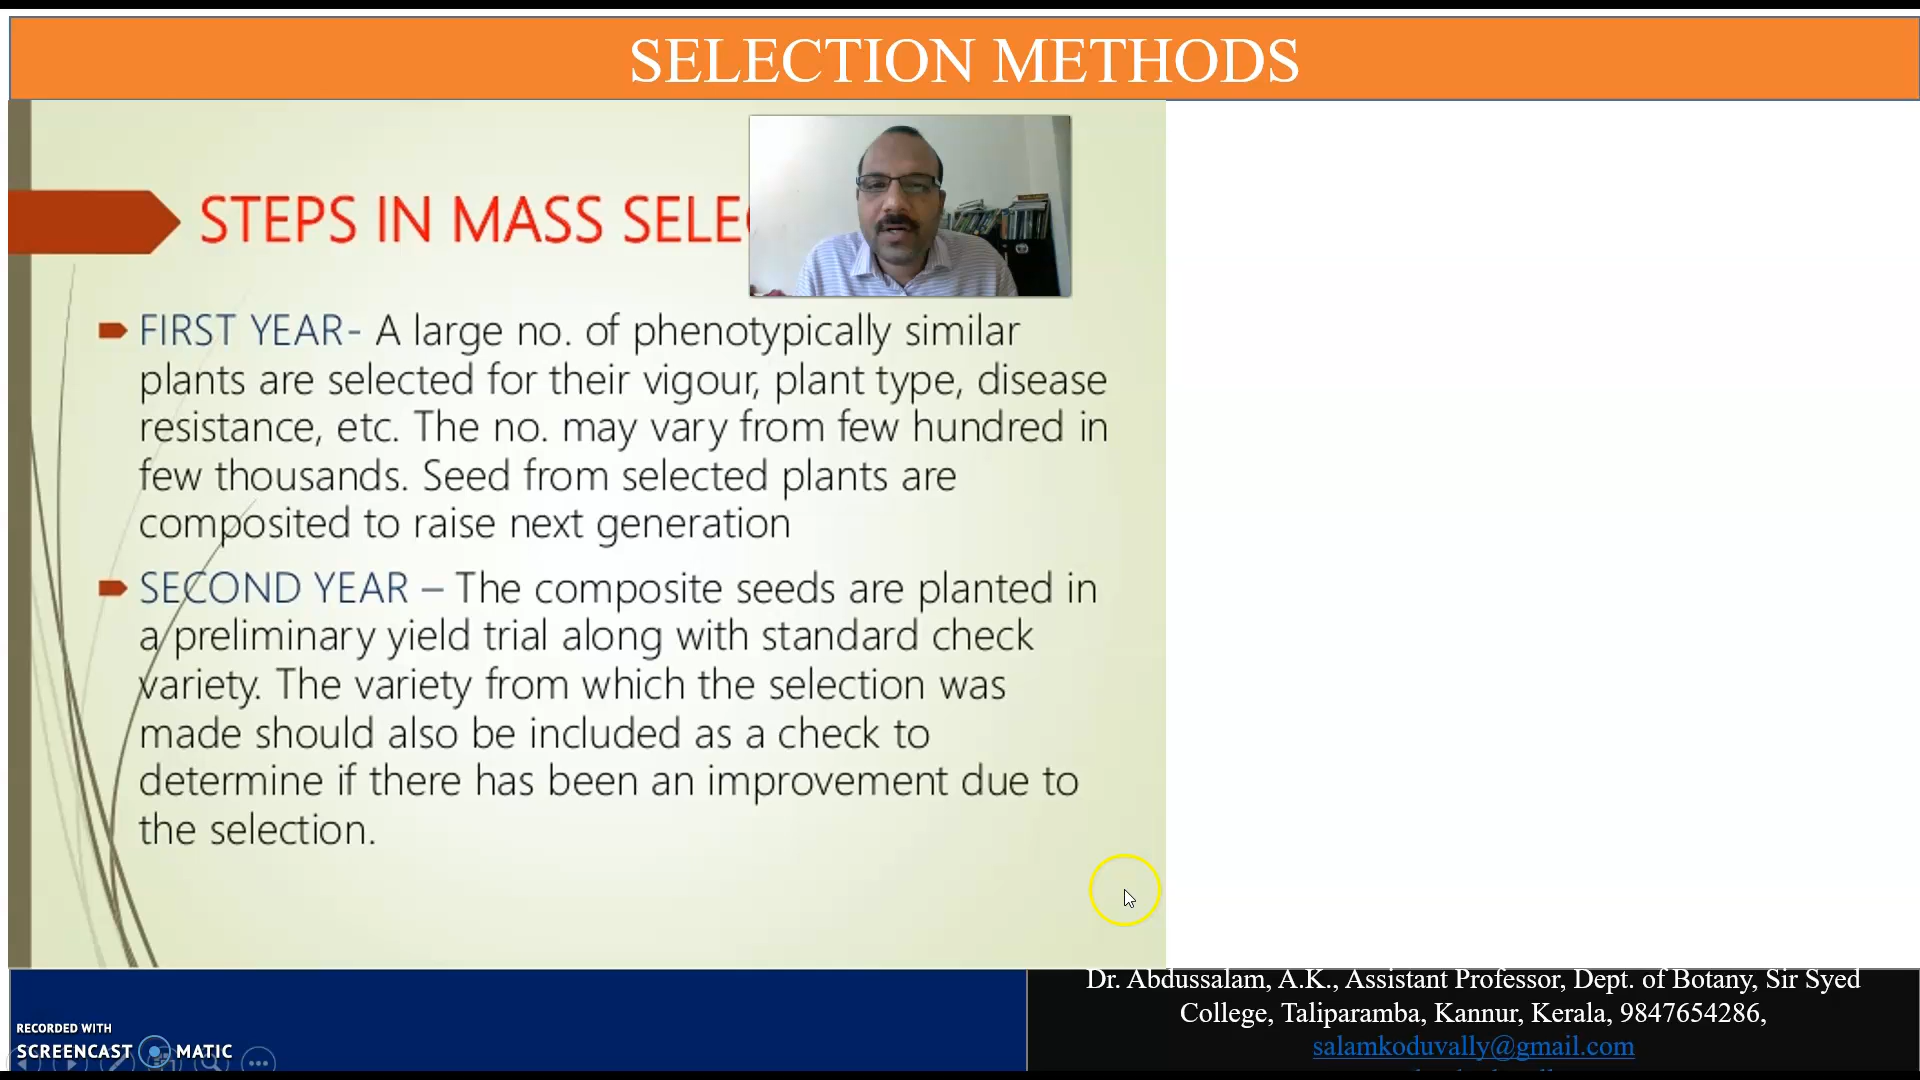 SELECTION METHODS
STEPS IN MASS SELE
FIRST YEAR- A large no. of phenotypically similar
plants are selected for their vigour, plant type, disease
resistance, etc. The no. may vary from few hundred in
few thousands. Seed from selected plants are
composited to raise next generation
SECOND YEAR – The composite seeds are planted in
a preliminary yield trial along with standard check
variety. The variety from which the selection was
made should also be included as a check to
determine if there has been an improvement due to
the selection.
Dr. Abdussalam, A.K., Assistant Professor, Dept. of Botany, Sir Syed
College, Taliparamba, Kannur, Kerala, 9847654286,
salamkoduvally@gmail.com
RECORDED WITH
SCREENCAST MATIC